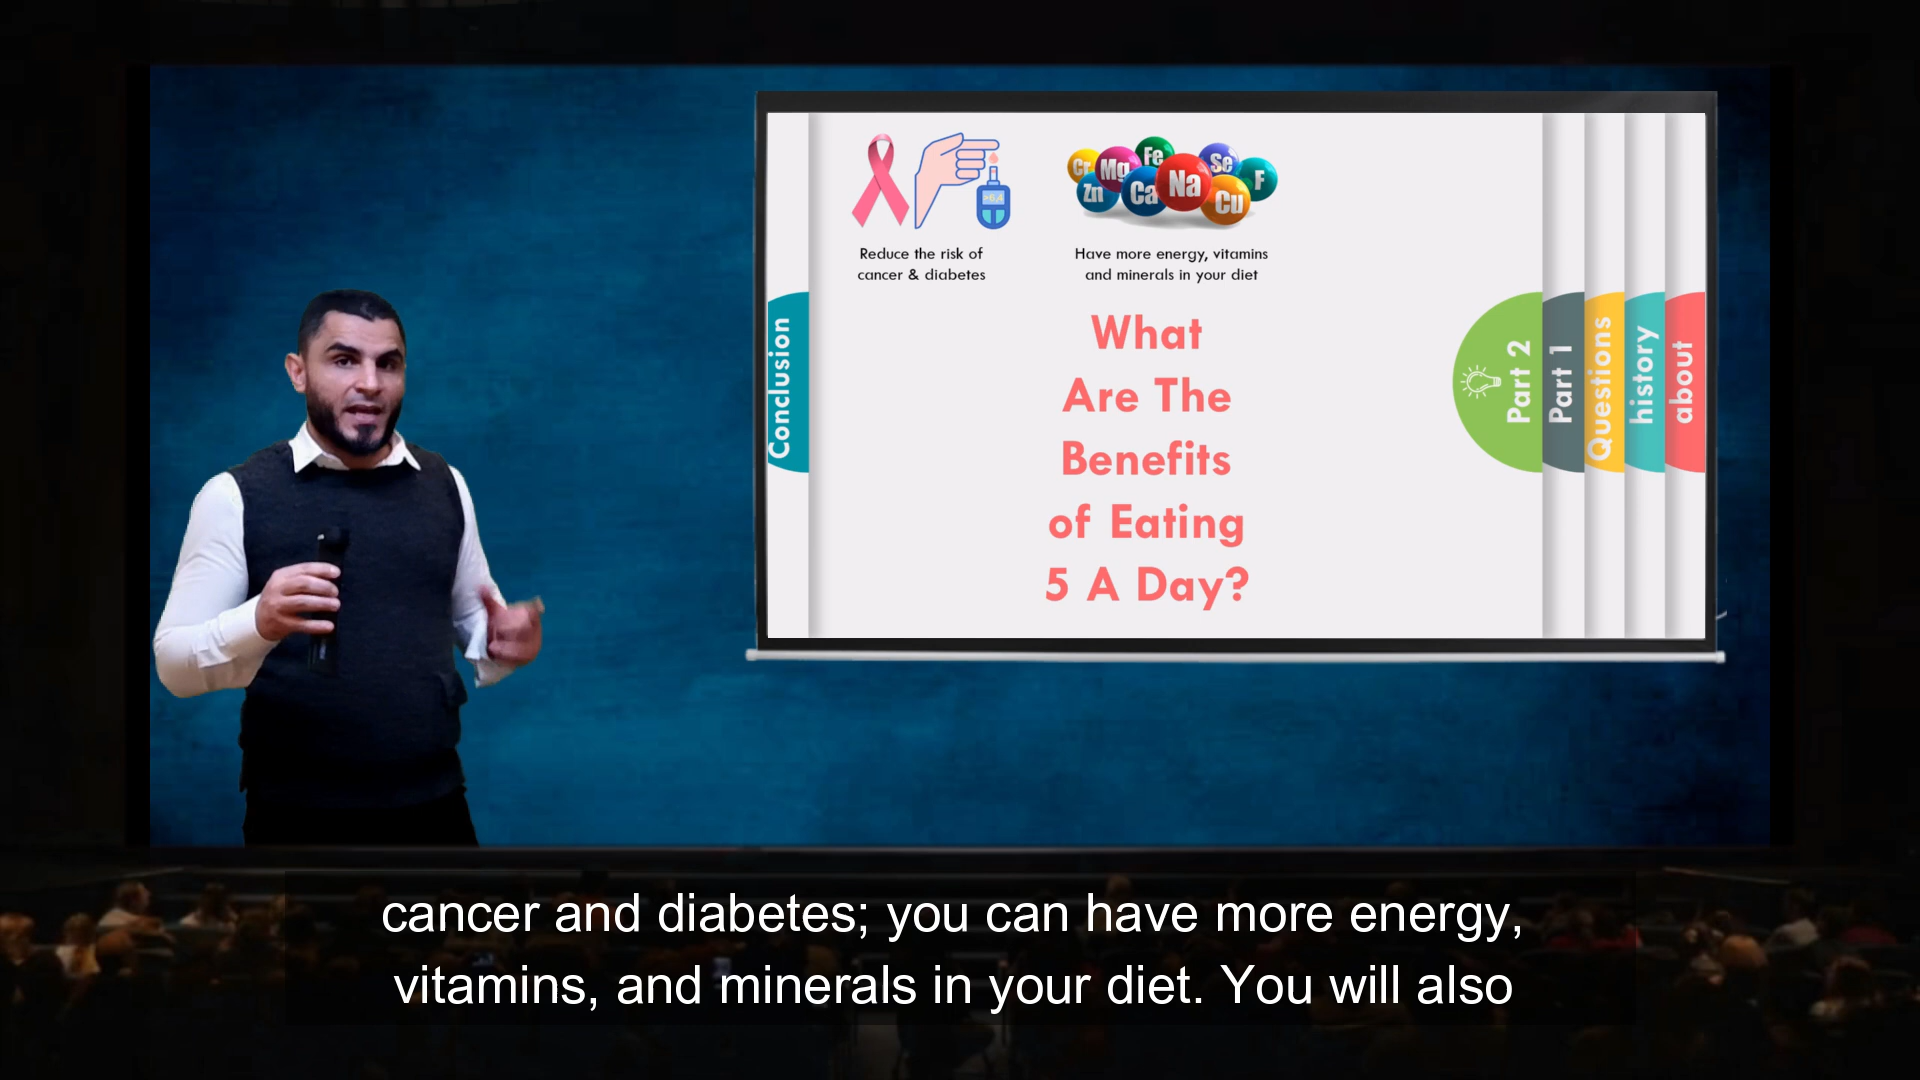 Cr
Mg
Fe
Se
F
Zn
Ca
Na
Cu
>6,4
Reduce the risk of
cancer & diabetes
Have more energy, vitamins
and minerals in your diet
Conclusion
What
Are The
Benefits
of Eating
5 A Day?
Part 2
Part 1
Questions
history
about
cancer and diabetes; you can have more energy,
vitamins, and minerals in your diet. You will also